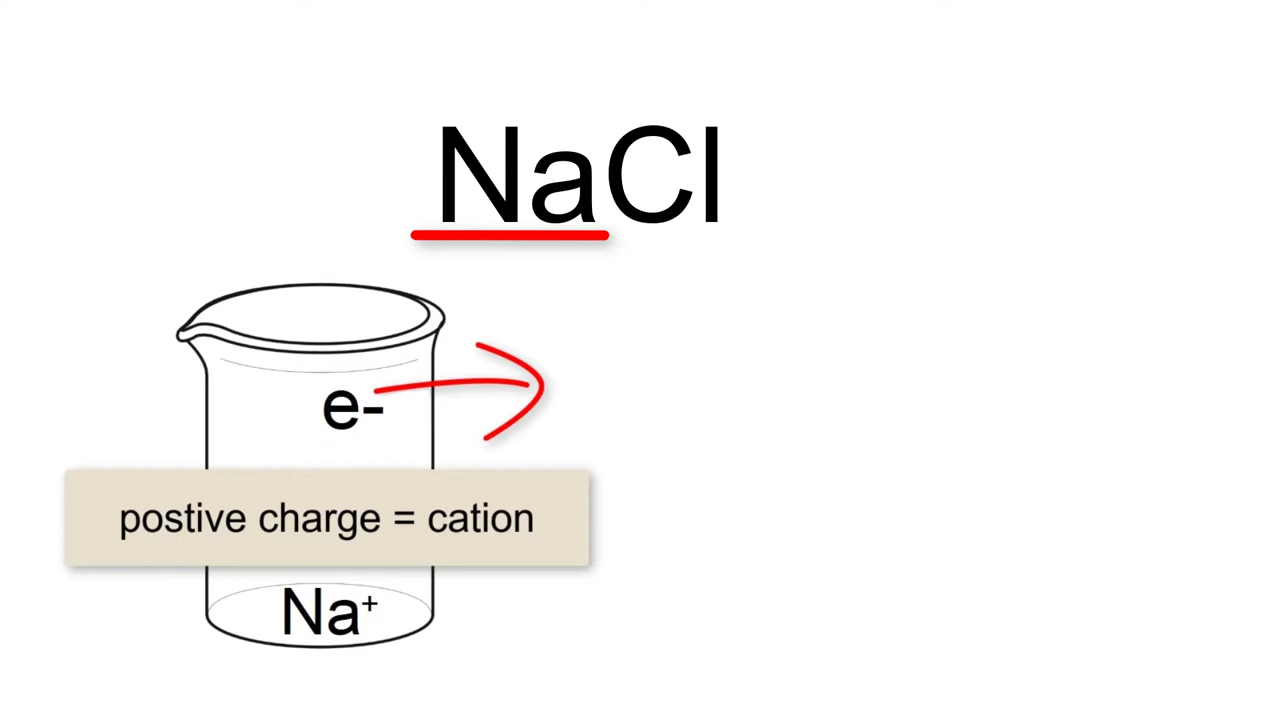 NaCl
e-
postive charge = cation
Na⁺